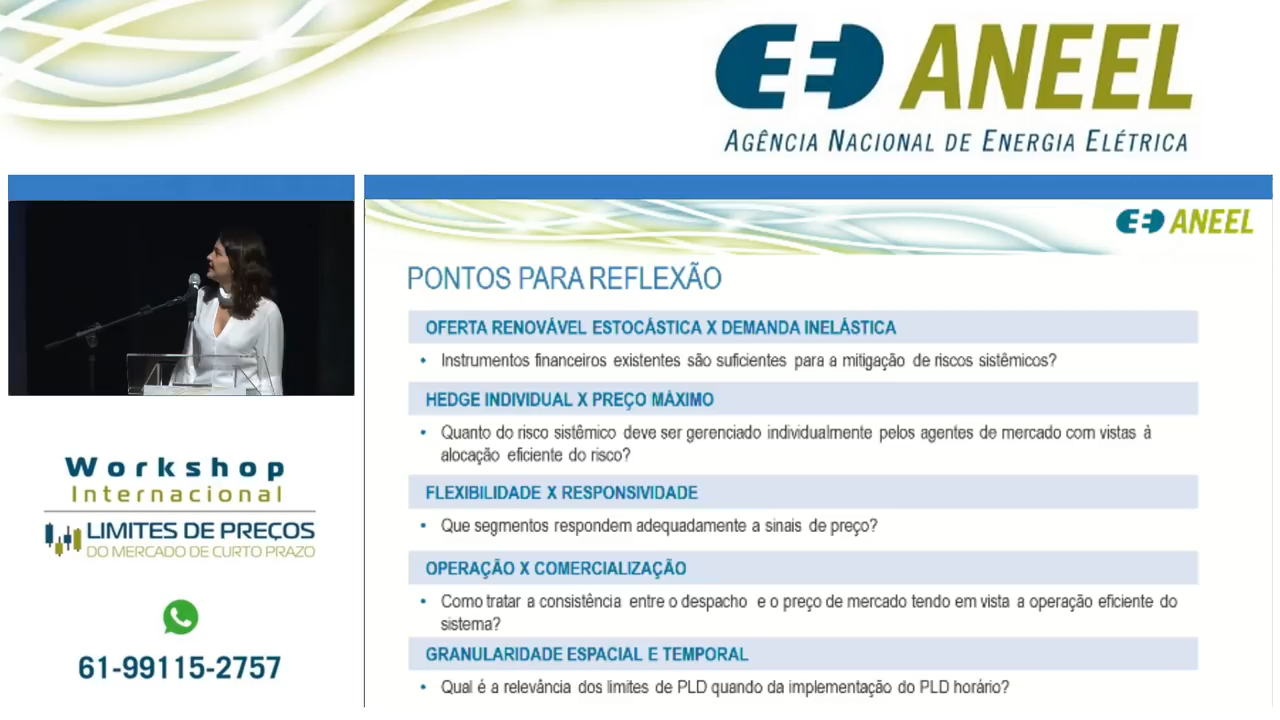 ANEEL
AGÊNCIA NACIONAL DE ENERGIA ELÉTRICA
ANEEL
PONTOS PARA REFLEXÃO
OFERTA RENOVÁVEL ESTOCÁSTICA X DEMANDA INELÁSTICA
• Instrumentos financeiros existentes são suficientes para a mitigação de riscos sistêmicos?
HEDGE INDIVIDUAL X PREÇO MÁXIMO
• Quanto do risco sistêmico deve ser gerenciado individualmente pelos agentes de mercado com vistas à
alocação eficiente do risco?
FLEXIBILIDADE X RESPONSIVIDADE
• Que segmentos respondem adequadamente a sinais de preço?
OPERAÇÃO X COMERCIALIZAÇÃO
• Como tratar a consistência entre o despacho e o preço de mercado tendo em vista a operação eficiente do
sistema?
GRANULARIDADE ESPACIAL E TEMPORAL
• Qual é a relevância dos limites de PLD quando da implementação do PLD horário?
Workshop
Internacional
LIMITES DE PREÇOS
DO MERCADO DE CURTO PRAZO
61-99115-2757